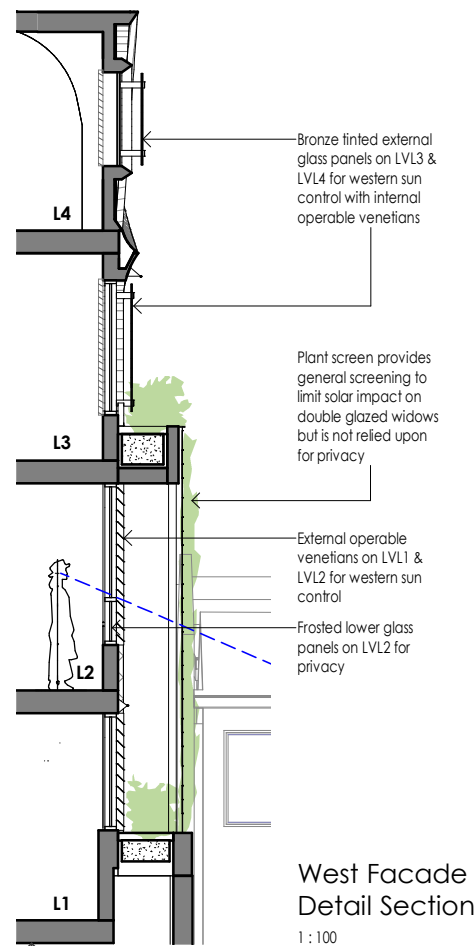 L4
Bronze tinted external
glass panels on LVL3 &
LVL4 for western sun
control with internal
operable venetians
Plant screen provides
general screening to
limit solar impact on
double glazed widows
but is not relied upon
for privacy
L3
External operable
venetians on LVL1 &
LVL2 for western sun
control
Frosted lower glass
panels on LVL2 for
privacy
L2
L1
West Facade
Detail Section
1 : 100